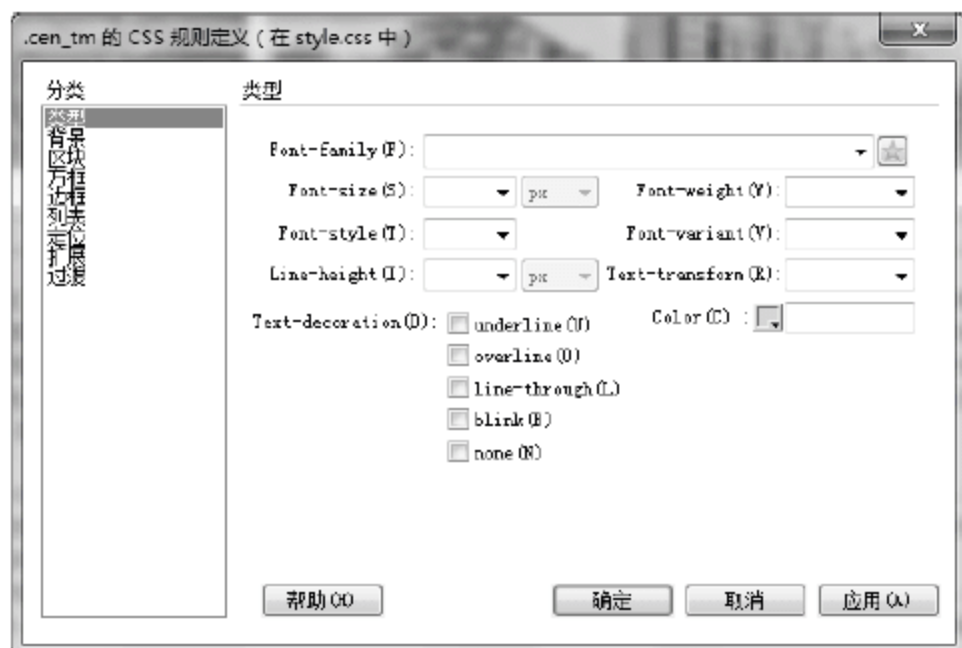 .cen_tm 的 CSS 规则定义 ( 在 style.css 中 )
分类
类型
背景
区块
方框
边框
列表
定位
扩展
过渡
类型
Font-family(F):
Font-size(S): px Font-weight(Y):
Font-style(T): Font-variant(V):
Line-height(I): px Text-transform(R):
Text-decoration(D): underline(U) Color(C) :
overline(O)
line-through(L)
blink(B)
none(N)
帮助 确定 取消 应用(A)